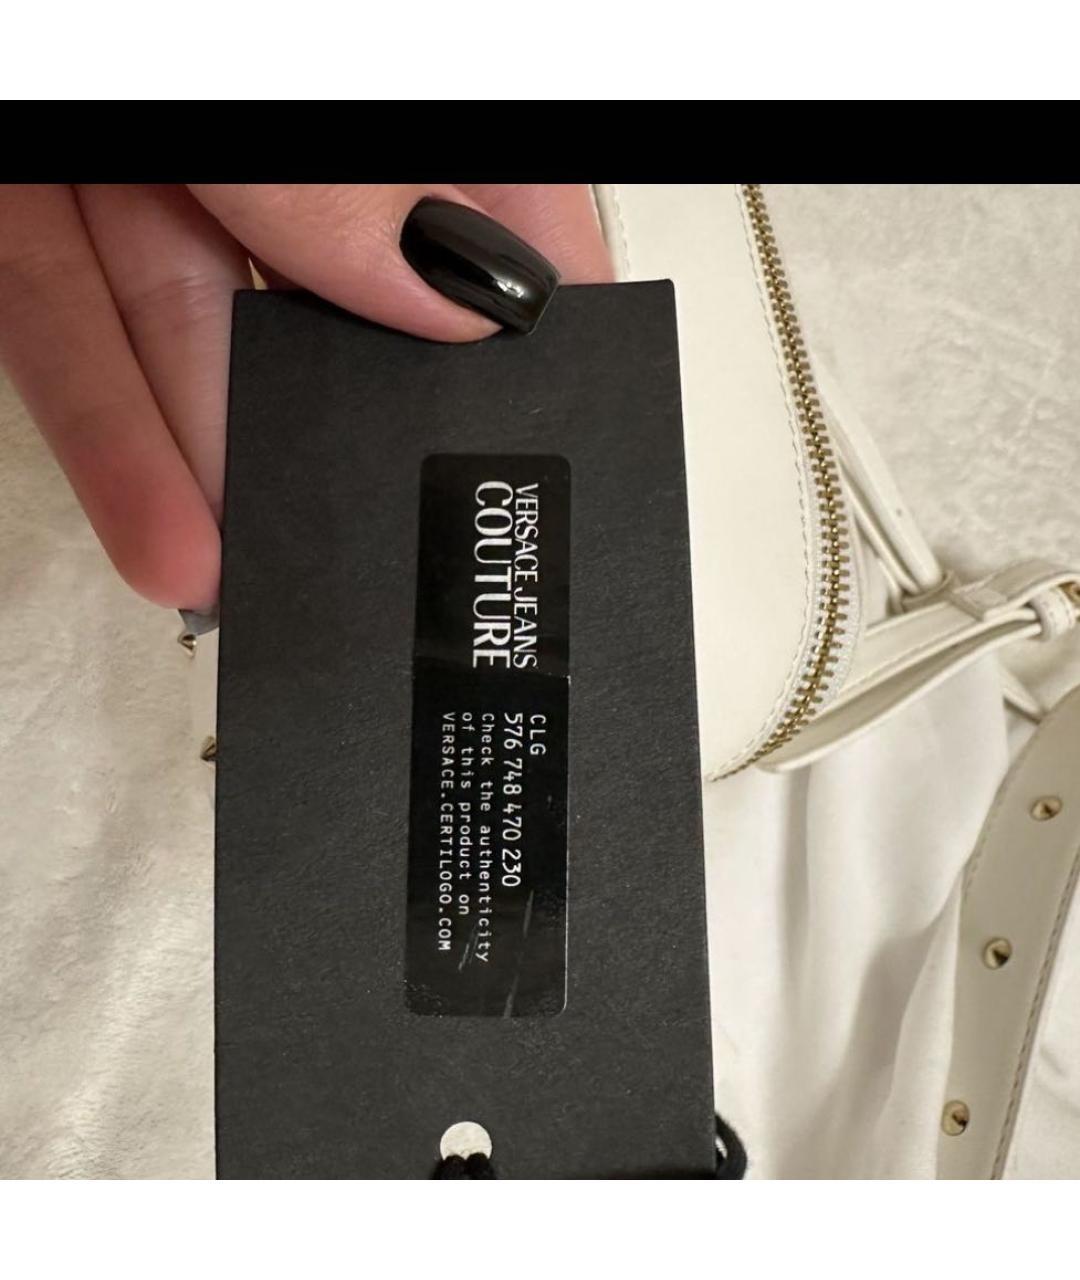 VERSACE JEANS
COUTURE
CLG
576 748 470 230
Check the authenticity
of this product on
VERSACE.CERTILOGO.COM